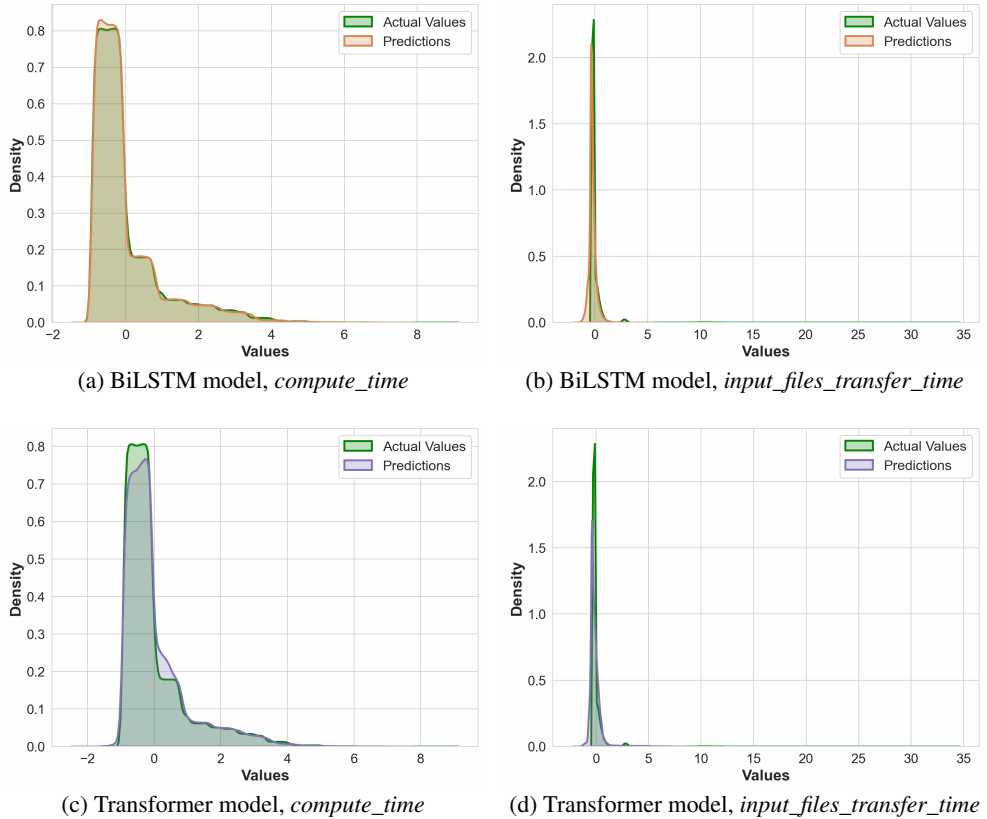 Actual Values
Predictions
0.8
0.7
0.6
0.5
0.4
0.3
0.2
0.1
0.0
Density
−2
0
2
4
6
8
Values
(a) BiLSTM model, compute_time
Actual Values
Predictions
2.0
1.5
1.0
0.5
0.0
Density
0
5
10
15
20
25
30
35
Values
(b) BiLSTM model, input_files_transfer_time
Actual Values
Predictions
0.8
0.7
0.6
0.5
0.4
0.3
0.2
0.1
0.0
Density
−2
0
2
4
6
8
Values
(c) Transformer model, compute_time
Actual Values
Predictions
2.0
1.5
1.0
0.5
0.0
Density
0
5
10
15
20
25
30
35
Values
(d) Transformer model, input_files_transfer_time